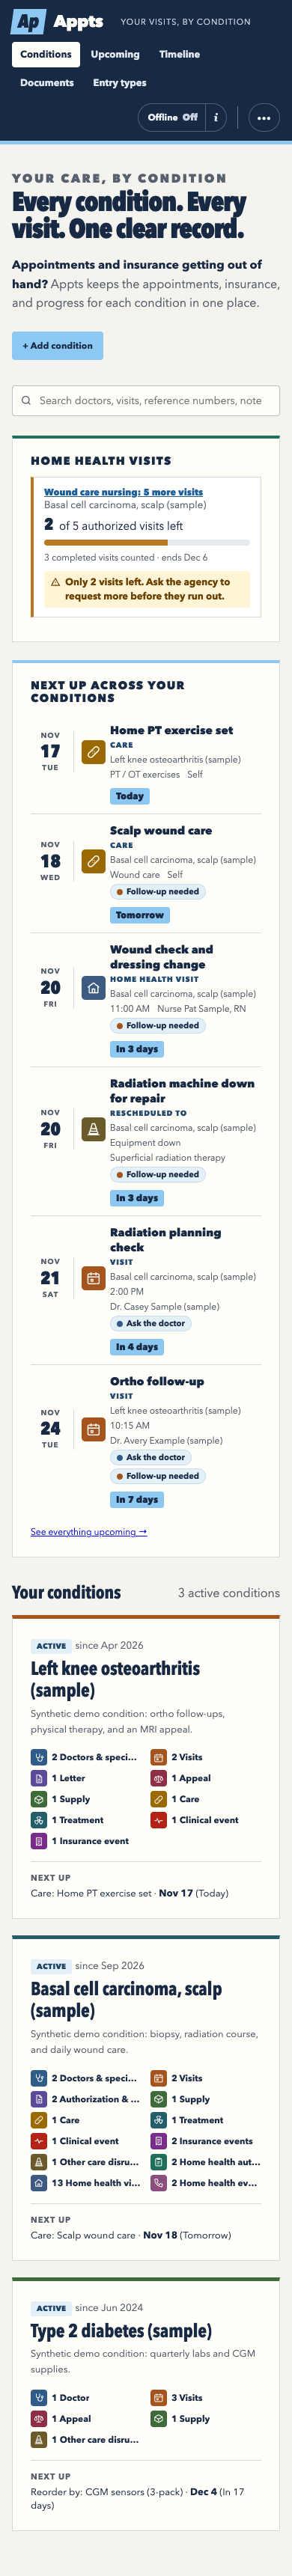 Ap Appts YOUR VISITS, BY CONDITION
Conditions Upcoming Timeline
Documents Entry types
Offline Off i •••
YOUR CARE, BY CONDITION
Every condition. Every
visit. One clear record.
Appointments and insurance getting out of
hand? Appts keeps the appointments, insurance,
and progress for each condition in one place.
+ Add condition
Search doctors, visits, reference numbers, note
HOME HEALTH VISITS
Wound care nursing: 5 more visits
Basal cell carcinoma, scalp (sample)
2 of 5 authorized visits left
3 completed visits counted · ends Dec 6
Only 2 visits left. Ask the agency to
request more before they run out.
NEXT UP ACROSS YOUR
CONDITIONS
NOV
17
TUE
Home PT exercise set
CARE
Left knee osteoarthritis (sample)
PT / OT exercises Self
Today
NOV
18
WED
Scalp wound care
CARE
Basal cell carcinoma, scalp (sample)
Wound care Self
Follow-up needed
Tomorrow
NOV
20
FRI
Wound check and
dressing change
HOME HEALTH VISIT
Basal cell carcinoma, scalp (sample)
11:00 AM Nurse Pat Sample, RN
Follow-up needed
In 3 days
NOV
20
FRI
Radiation machine down
for repair
RESCHEDULED TO
Basal cell carcinoma, scalp (sample)
Equipment down
Superficial radiation therapy
Follow-up needed
In 3 days
NOV
21
SAT
Radiation planning
check
VISIT
Basal cell carcinoma, scalp (sample)
2:00 PM
Dr. Casey Sample (sample)
Ask the doctor
In 4 days
NOV
24
TUE
Ortho follow-up
VISIT
Left knee osteoarthritis (sample)
10:15 AM
Dr. Avery Example (sample)
Ask the doctor
Follow-up needed
In 7 days
See everything upcoming →
Your conditions 3 active conditions
ACTIVE since Apr 2026
Left knee osteoarthritis
(sample)
Synthetic demo condition: ortho follow-ups,
physical therapy, and an MRI appeal.
2 Doctors & speci... 2 Visits
1 Letter 1 Appeal
1 Supply 1 Care
1 Treatment 1 Clinical event
1 Insurance event
NEXT UP
Care: Home PT exercise set · Nov 17 (Today)
ACTIVE since Sep 2026
Basal cell carcinoma, scalp
(sample)
Synthetic demo condition: biopsy, radiation course,
and daily wound care.
2 Doctors & speci... 2 Visits
2 Authorization & ... 1 Supply
1 Care 1 Treatment
1 Clinical event 2 Insurance events
1 Other care disru... 2 Home health aut...
13 Home health vi... 2 Home health ev...
NEXT UP
Care: Scalp wound care · Nov 18 (Tomorrow)
ACTIVE since Jun 2024
Type 2 diabetes (sample)
Synthetic demo condition: quarterly labs and CGM
supplies.
1 Doctor 3 Visits
1 Appeal 1 Supply
1 Other care disru...
NEXT UP
Reorder by: CGM sensors (3-pack) · Dec 4 (In 17
days)